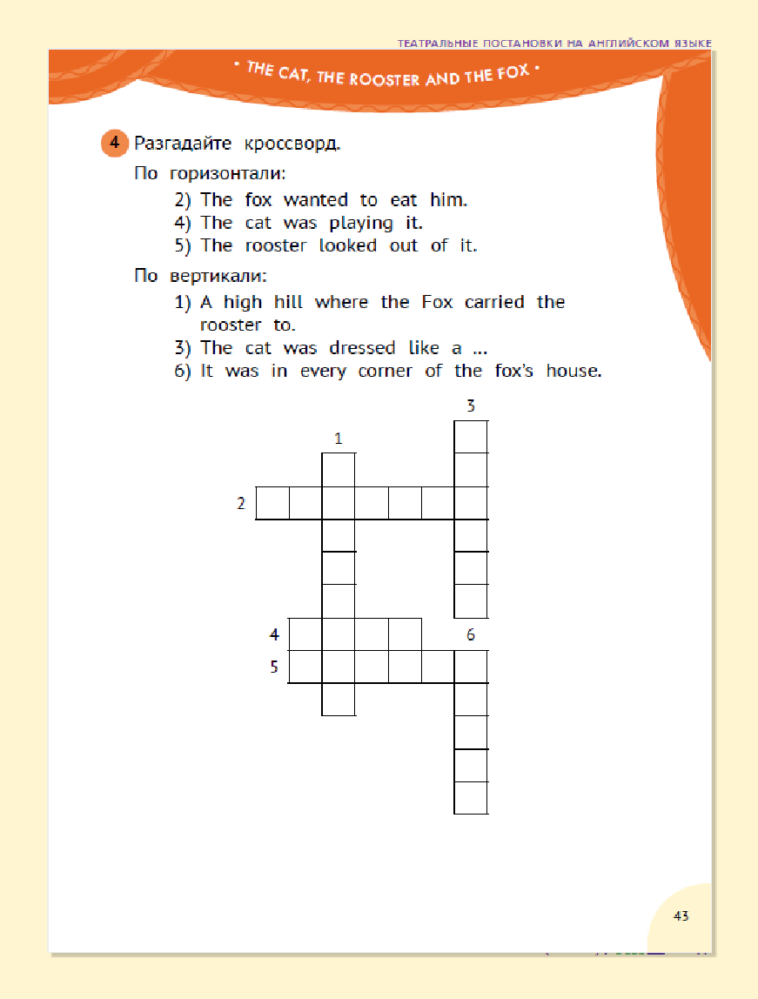 ТЕАТРАЛЬНЫЕ ПОСТАНОВКИ НА АНГЛИЙСКОМ ЯЗЫКЕ
• THE CAT, THE ROOSTER AND THE FOX •
4 Разгадайте кроссворд.
По горизонтали:
2) The fox wanted to eat him.
4) The cat was playing it.
5) The rooster looked out of it.
По вертикали:
1) A high hill where the Fox carried the
rooster to.
3) The cat was dressed like a ...
6) It was in every corner of the fox’s house.
3
1
2
4
6
5
43